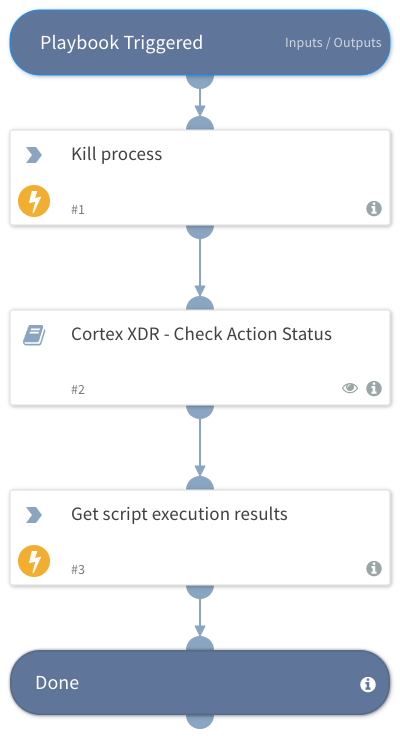 Playbook Triggered
Inputs / Outputs
Kill process
#1
Cortex XDR - Check Action Status
#2
Get script execution results
#3
Done